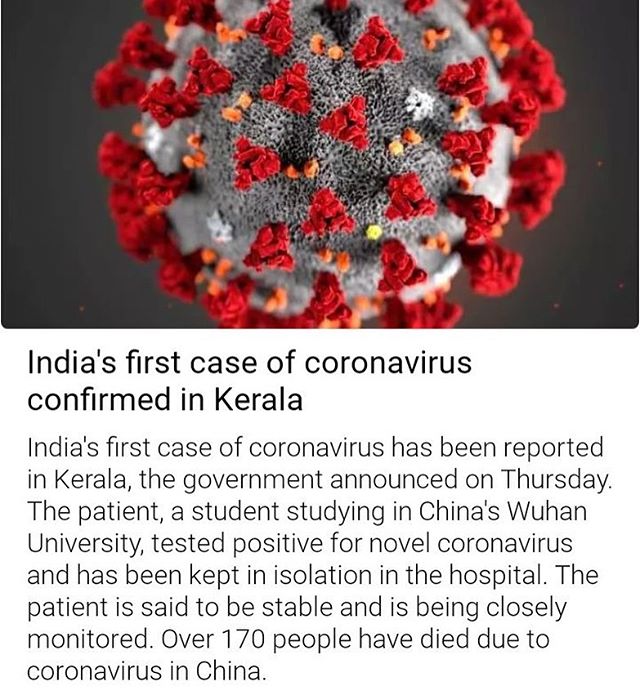 India's first case of coronavirus
confirmed in Kerala
India's first case of coronavirus has been reported
in Kerala, the government announced on Thursday.
The patient, a student studying in China's Wuhan
University, tested positive for novel coronavirus
and has been kept in isolation in the hospital. The
patient is said to be stable and is being closely
monitored. Over 170 people have died due to
coronavirus in China.